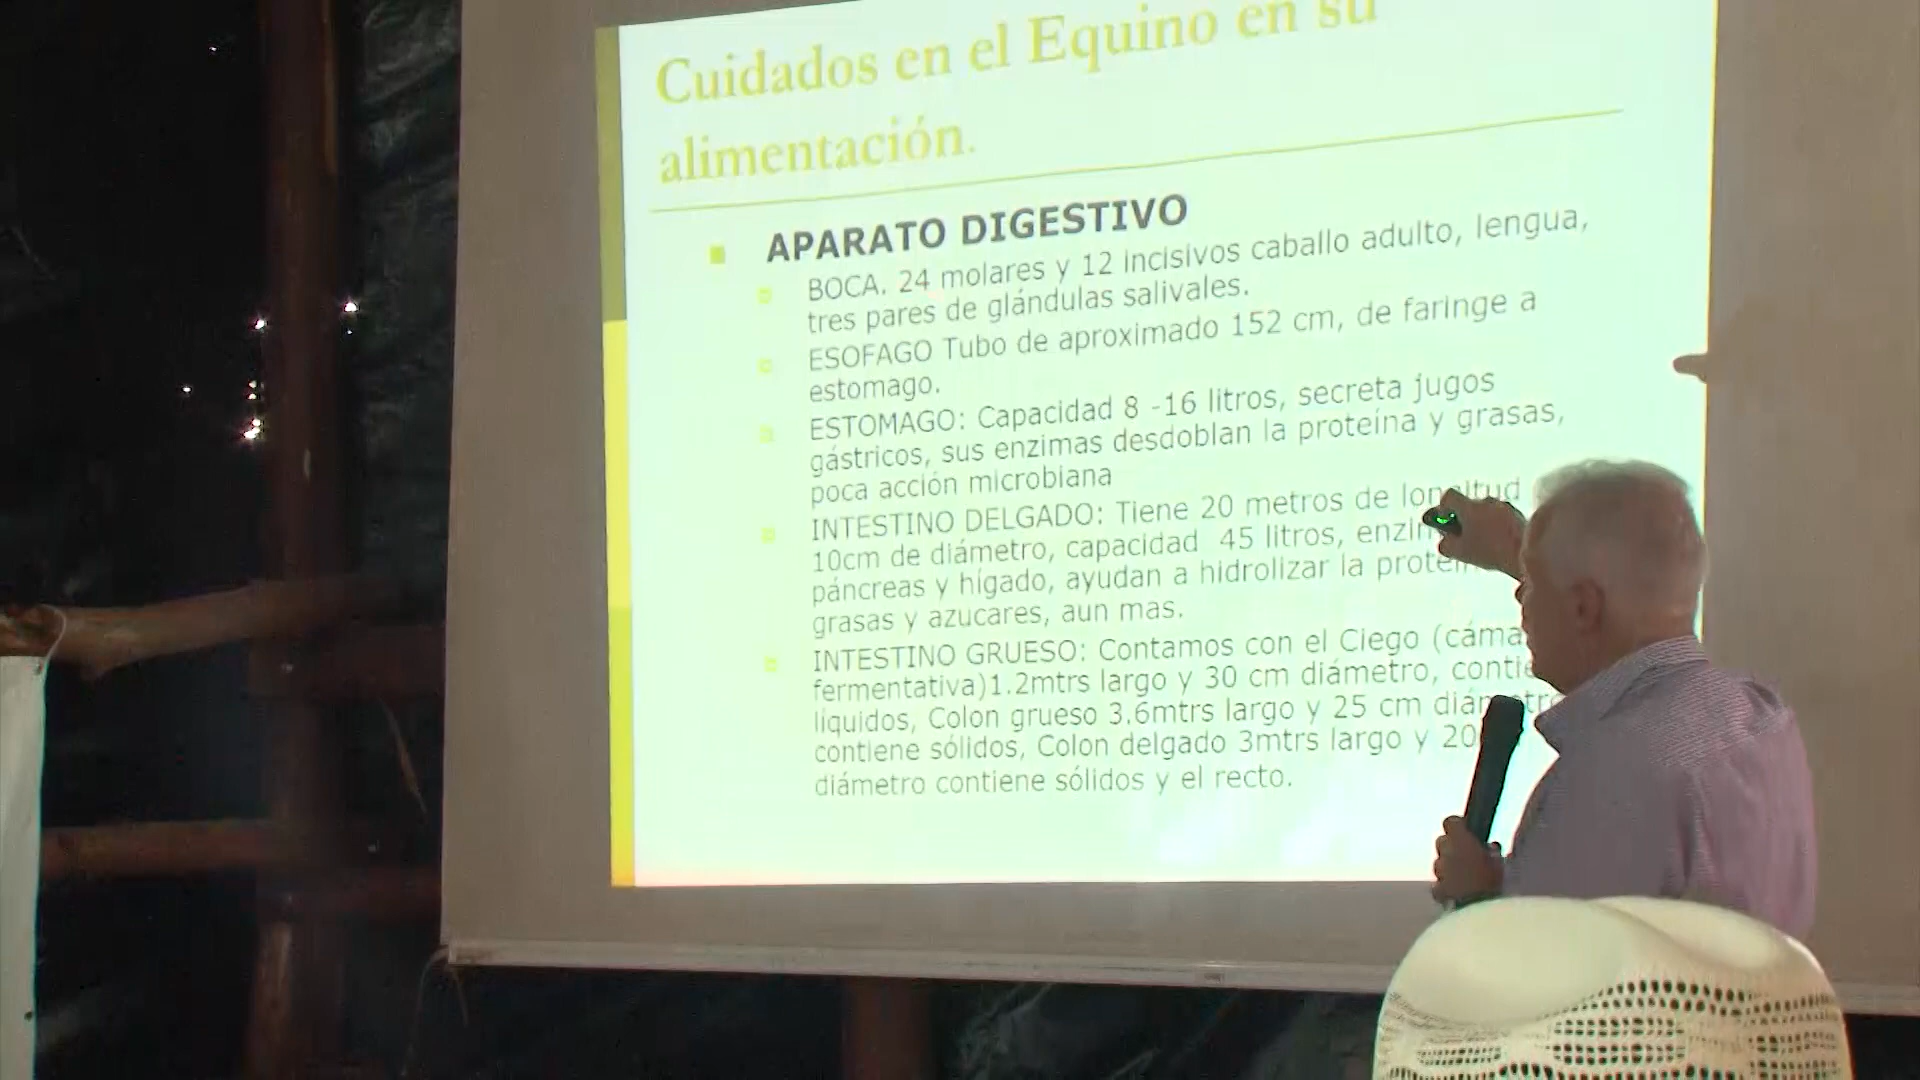 Cuidados en el Equino en su
alimentación.
APARATO DIGESTIVO
BOCA. 24 molares y 12 incisivos caballo adulto, lengua,
tres pares de glándulas salivales.
ESOFAGO Tubo de aproximado 152 cm, de faringe a
estomago.
ESTOMAGO: Capacidad 8 -16 litros, secreta jugos
gástricos, sus enzimas desdoblan la proteína y grasas,
poca acción microbiana
INTESTINO DELGADO: Tiene 20 metros de longitud
10cm de diámetro, capacidad 45 litros,
páncreas y hígado, ayudan a hidrolizar la
grasas y azucares, aun mas.
INTESTINO GRUESO: Contamos con el Ciego
fermentativa)1.2mtrs largo y 30 cm diámetro,
líquidos, Colon grueso 3.6mtrs largo y 25 cm
contiene sólidos, Colon delgado 3mtrs largo y 20
diámetro contiene sólidos y el recto.